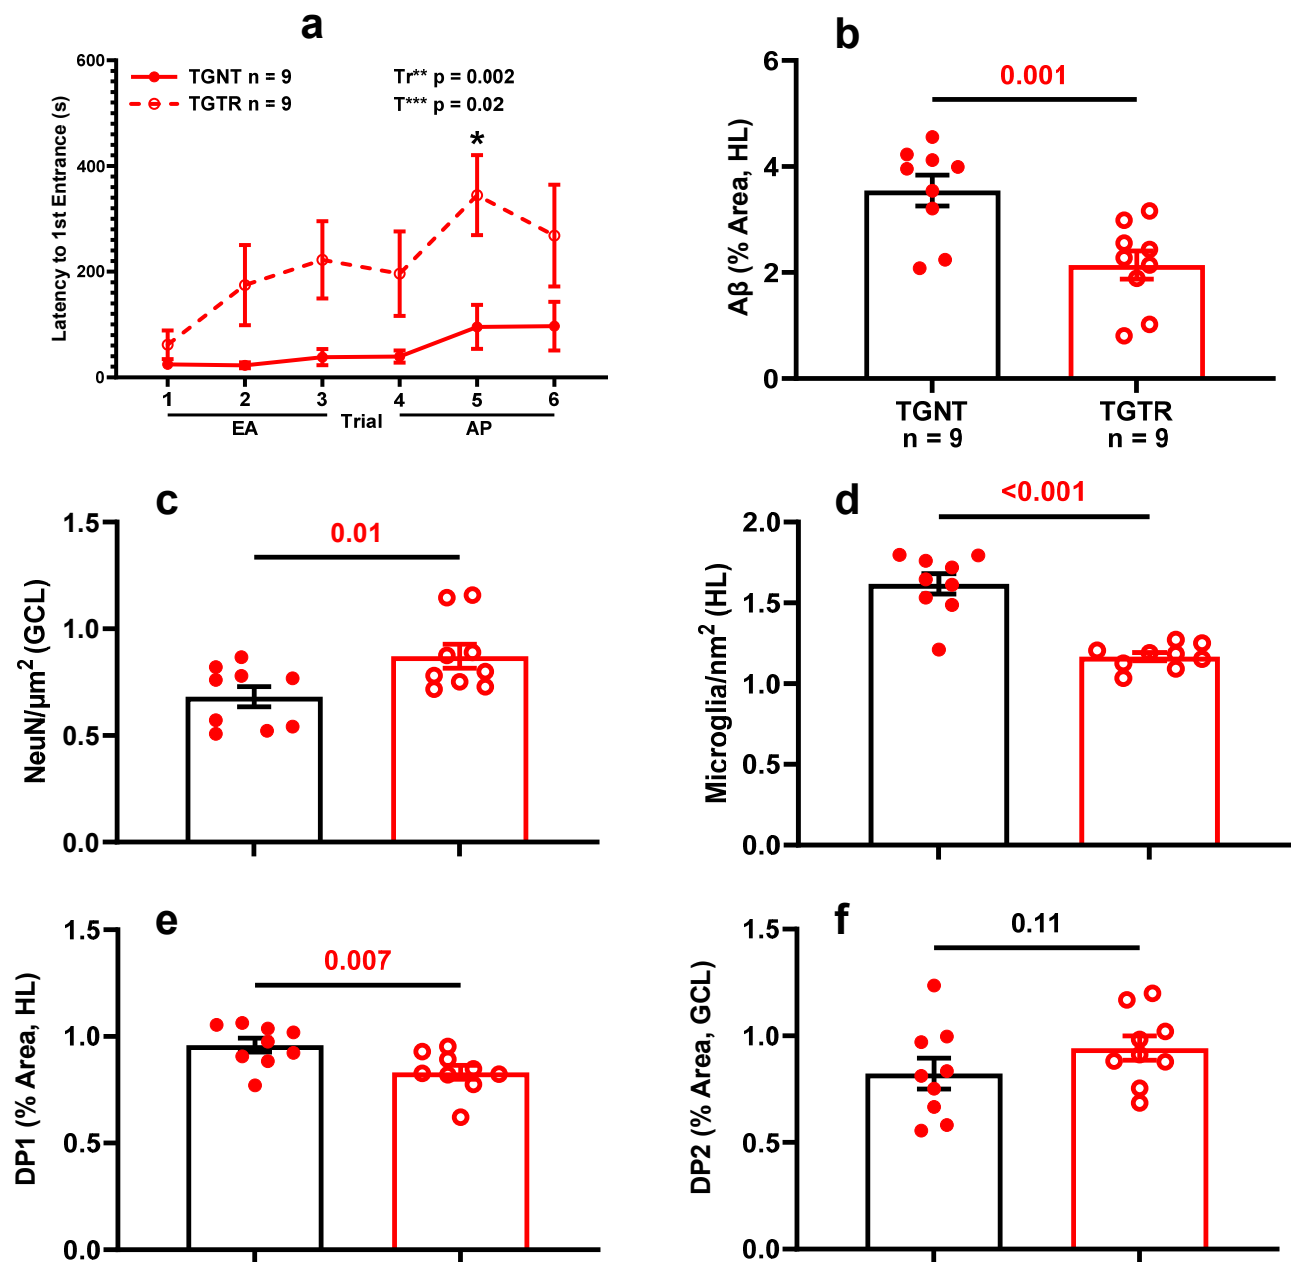 a
600
400
200
0
Latency to 1st Entrance (s)
TGNT n = 9
TGTR n = 9
Tr** p = 0.002
T*** p = 0.02
*
1 2 3 4 5 6
EA Trial AP
b
0.001
6
4
2
0
Aβ (% Area, HL)
TGNT TGTR
n = 9 n = 9
c
0.01
1.5
1.0
0.5
0.0
NeuN/µm² (GCL)
d
<0.001
2.0
1.5
1.0
0.5
0.0
Microglia/nm² (HL)
e
0.007
1.5
1.0
0.5
0.0
DP1 (% Area, HL)
f
0.11
1.5
1.0
0.5
0.0
DP2 (% Area, GCL)